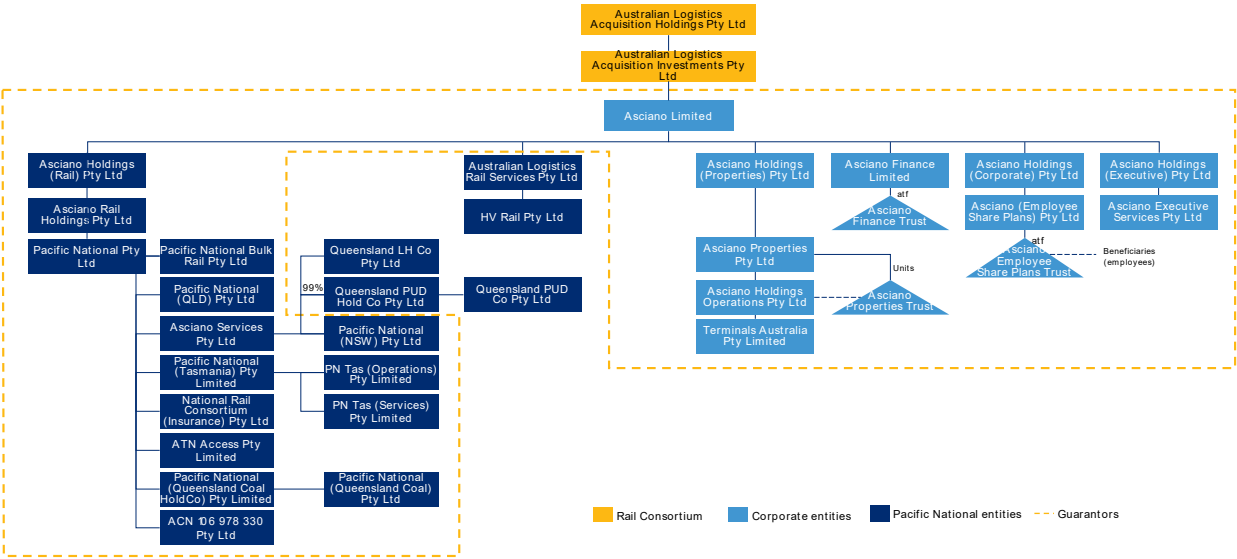 Australian Logistics
Acquisition Holdings Pty Ltd
Australian Logistics
Acquisition Investments Pty
Ltd
Asciano Limited
Asciano Holdings
(Rail) Pty Ltd
Australian Logistics
Rail Services Pty Ltd
Asciano Holdings
(Properties) Pty Ltd
Asciano Finance
Limited
Asciano Holdings
(Corporate) Pty Ltd
Asciano Holdings
(Executive) Pty Ltd
Asciano Rail
Holdings Pty Ltd
HV Rail Pty Ltd
atf
Asciano
Finance Trust
Asciano (Employee
Share Plans) Pty Ltd
Asciano Executive
Services Pty Ltd
Pacific National Pty
Ltd
Pacific National Bulk
Rail Pty Ltd
Queensland LH Co
Pty Ltd
Asciano Properties
Pty Ltd
atf
Asciano
Employee
Share Plans Trust
Beneficiaries
(employees)
Units
Pacific National
(QLD) Pty Ltd
99%
Queensland PUD
Hold Co Pty Ltd
Queensland PUD
Co Pty Ltd
Asciano Holdings
Operations Pty Ltd
Asciano
Properties Trust
Asciano Services
Pty Ltd
Pacific National
(NSW) Pty Ltd
Terminals Australia
Pty Limited
Pacific National
(Tasmania) Pty
Limited
PN Tas (Operations)
Pty Limited
National Rail
Consortium
(Insurance) Pty Ltd
PN Tas (Services)
Pty Limited
ATN Access Pty
Limited
Pacific National
(Queensland Coal
HoldCo) Pty Limited
Pacific National
(Queensland Coal)
Pty Ltd
ACN 106 978 330
Pty Ltd
Rail Consortium
Corporate entities
Pacific National entities
Guarantors